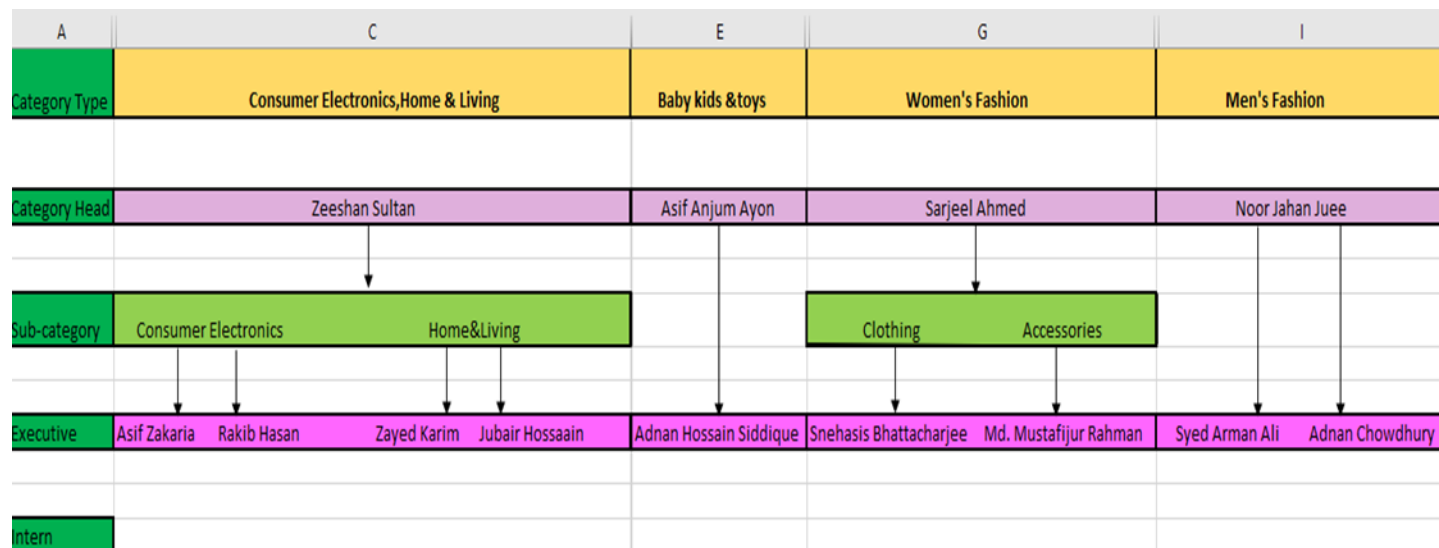 A C E G I
Category Type Consumer Electronics,Home & Living Baby kids &toys Women's Fashion Men's Fashion
Category Head Zeeshan Sultan Asif Anjum Ayon Sarjeel Ahmed Noor Jahan Juee
Sub-category Consumer Electronics Home&Living Clothing Accessories
Executive Asif Zakaria Rakib Hasan Zayed Karim Jubair Hossaain Adnan Hossain Siddique Snehasis Bhattacharjee Md. Mustafijur Rahman Syed Arman Ali Adnan Chowdhury
Intern